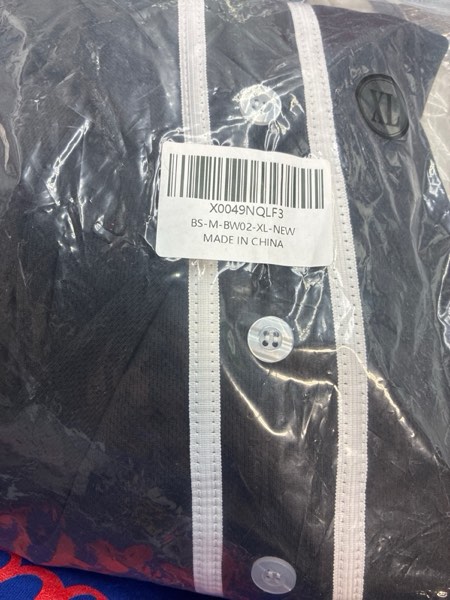 XL
X0049NQLF3
BS-M-BW02-XL-NEW
MADE IN CHINA